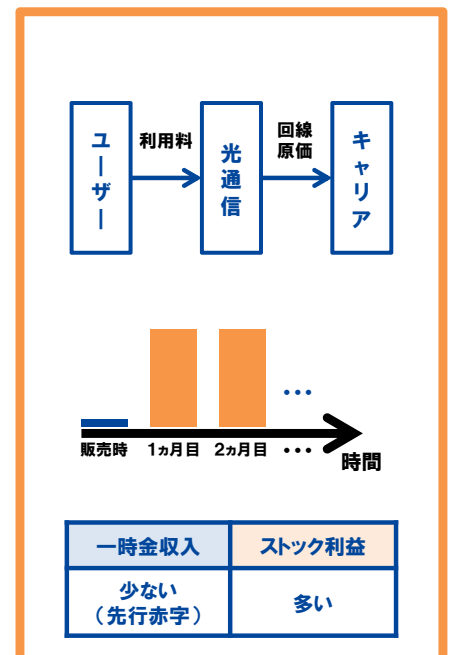 ユーザー
利用料
光通信
回線
原価
キャリア
…
販売時 1ヵ月目 2ヵ月目 …
時間
一時金収入 ストック利益
少ない
（先行赤字）
多い